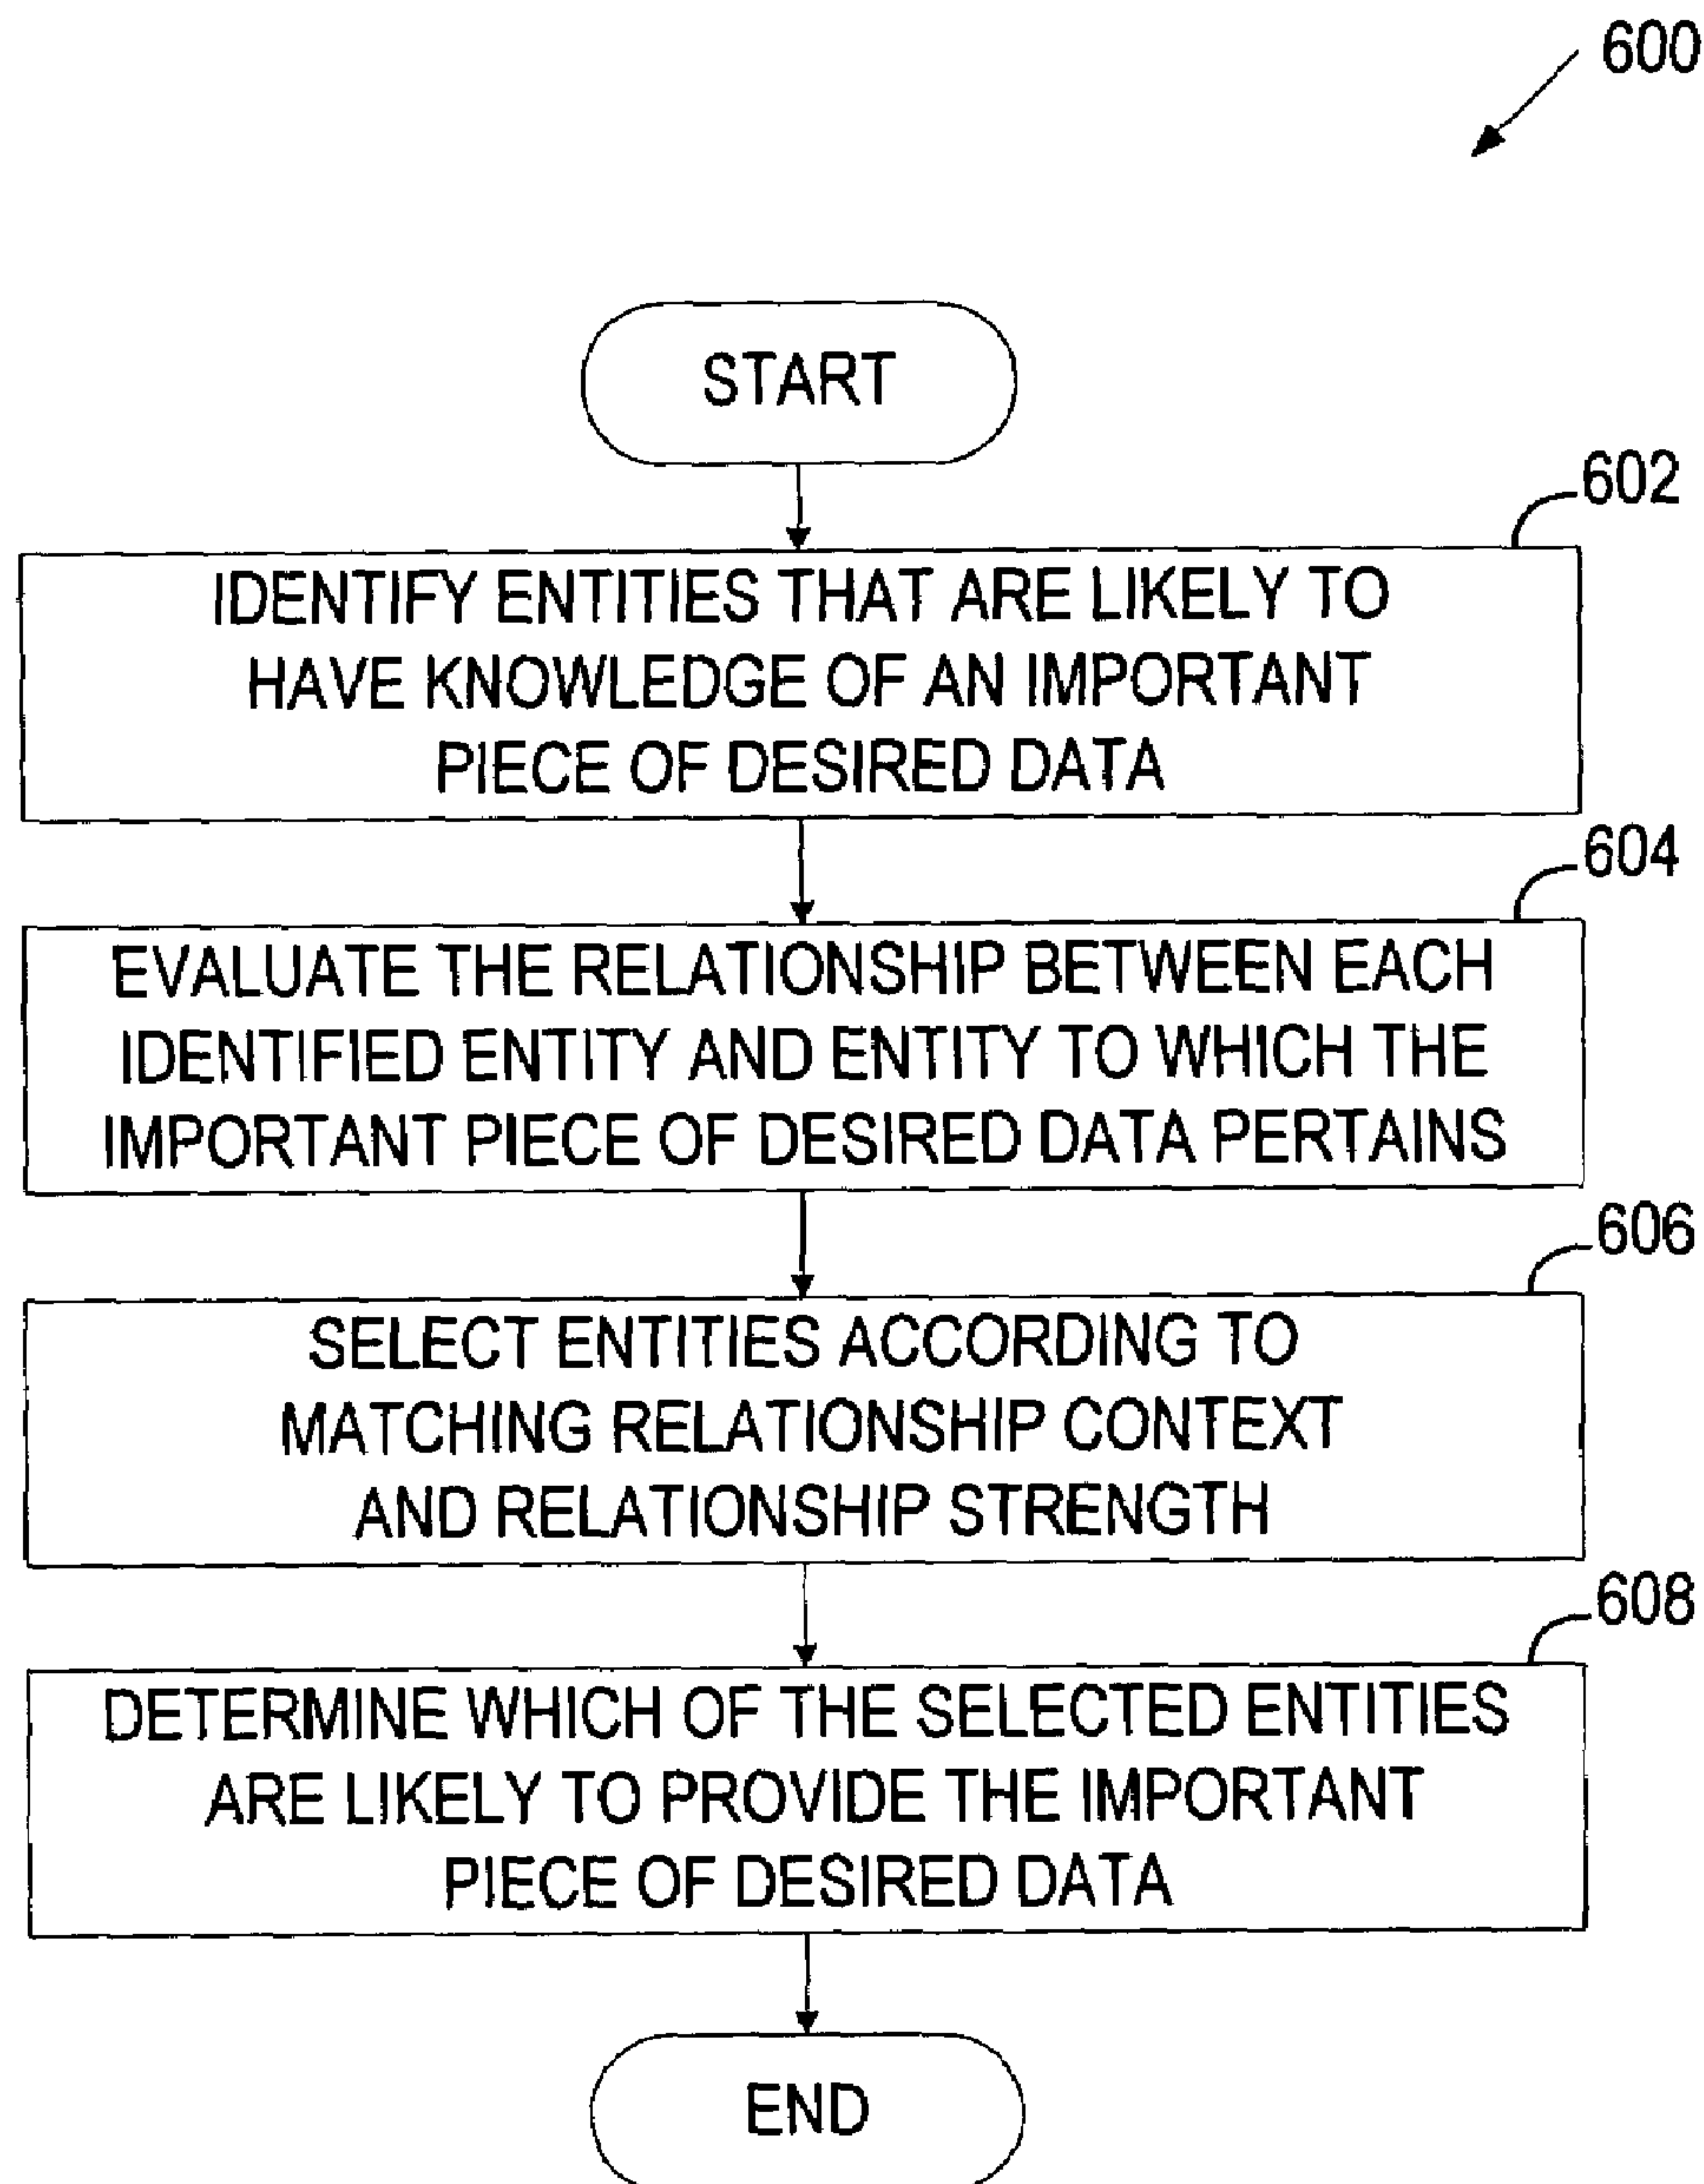 600
START
602
IDENTIFY ENTITIES THAT ARE LIKELY TO
HAVE KNOWLEDGE OF AN IMPORTANT
PIECE OF DESIRED DATA
604
EVALUATE THE RELATIONSHIP BETWEEN EACH
IDENTIFIED ENTITY AND ENTITY TO WHICH THE
IMPORTANT PIECE OF DESIRED DATA PERTAINS
606
SELECT ENTITIES ACCORDING TO
MATCHING RELATIONSHIP CONTEXT
AND RELATIONSHIP STRENGTH
608
DETERMINE WHICH OF THE SELECTED ENTITIES
ARE LIKELY TO PROVIDE THE IMPORTANT
PIECE OF DESIRED DATA
END